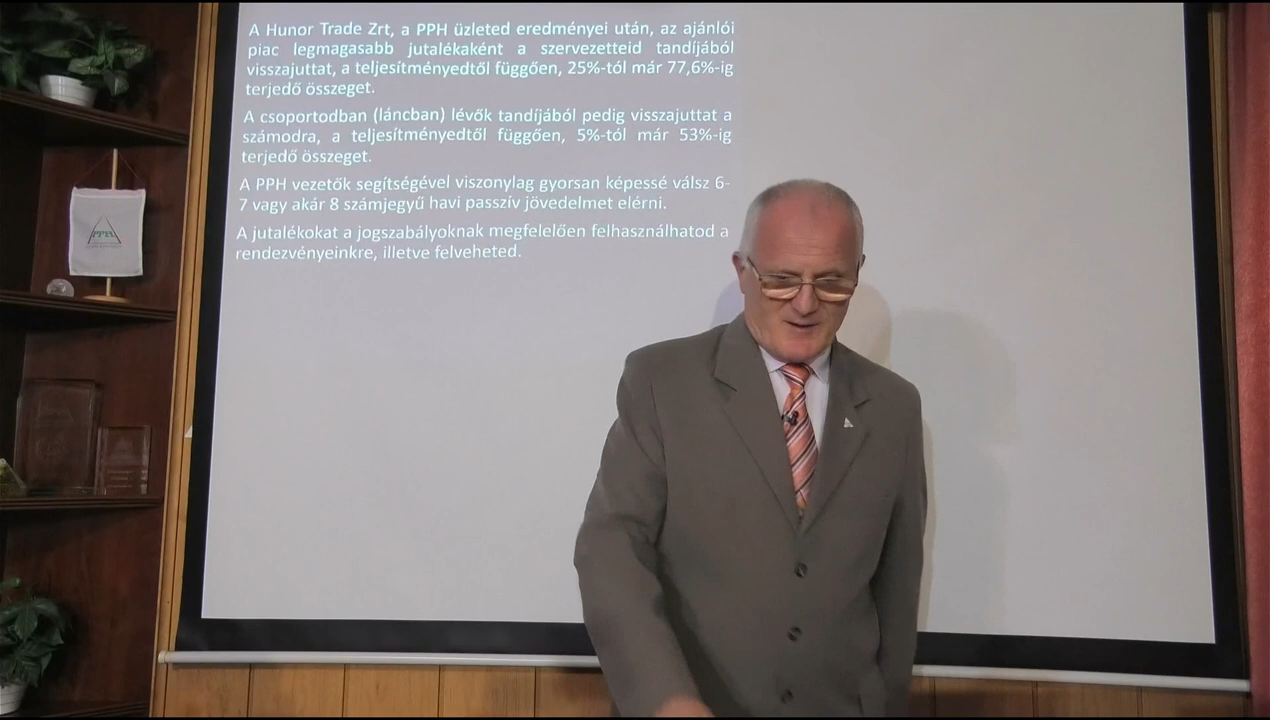 A Hunor Trade Zrt, a PPH üzleted eredményei után, az ajánlói
piac legmagasabb jutalékaként a szervezetteid tandíjából
visszajuttat, a teljesítményedtől függően, 25%-tól már 77,6%-ig
terjedő összeget.
A csoportodban (láncban) lévők tandíjából pedig visszajuttat a
számodra, a teljesítményedtől függően, 5%-tól már 53%-ig
terjedő összeget.
A PPH vezetők segítségével viszonylag gyorsan képessé válsz 6-
7 vagy akár 8 számjegyű havi passzív jövedelmet elérni.
A jutalékokat a jogszabályoknak megfelelően felhasználhatod a
rendezvényeinkre, illetve felveheted.
PPH